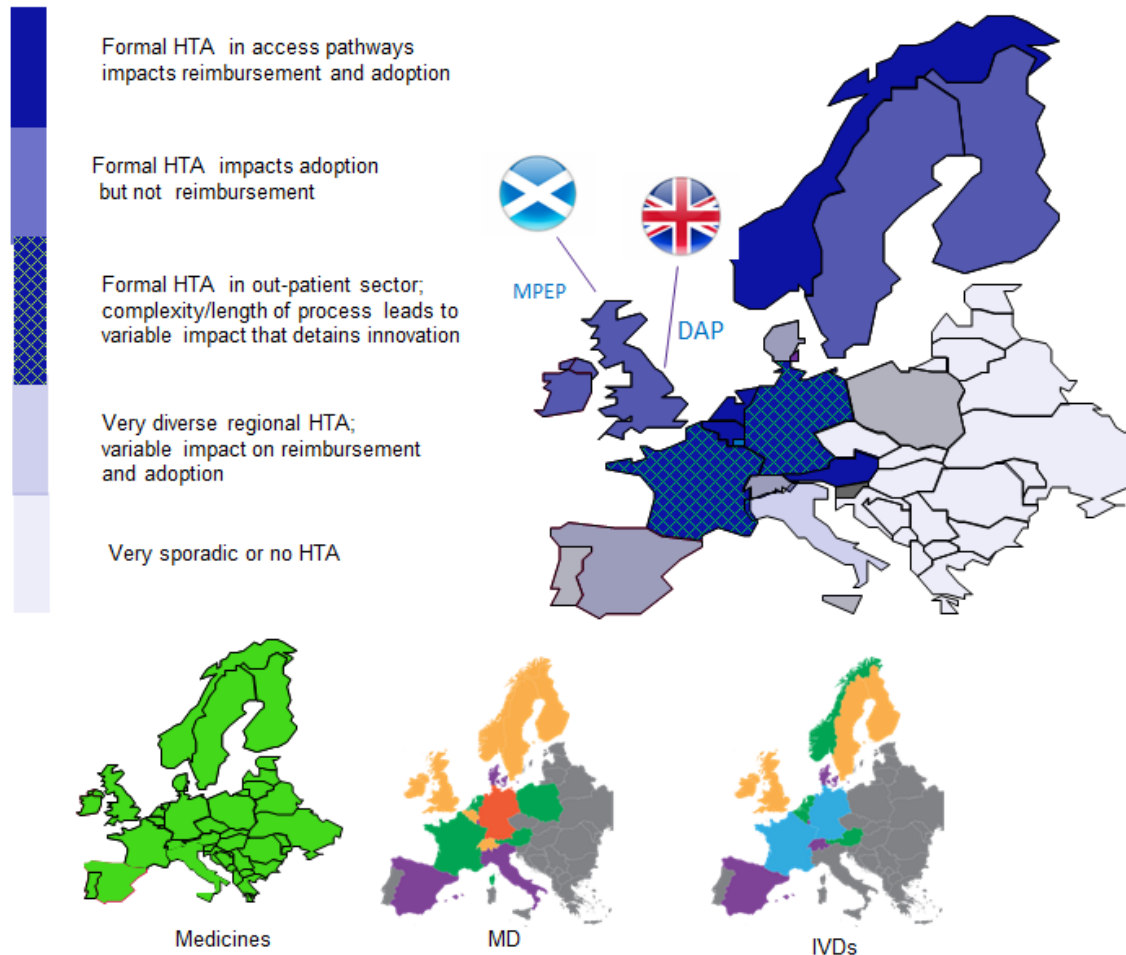 Formal HTA in access pathways
impacts reimbursement and adoption
Formal HTA impacts adoption
but not reimbursement
Formal HTA in out-patient sector;
complexity/length of process leads to
variable impact that detains innovation
Very diverse regional HTA;
variable impact on reimbursement
and adoption
Very sporadic or no HTA
MPEP
DAP
Medicines
MD
IVDs